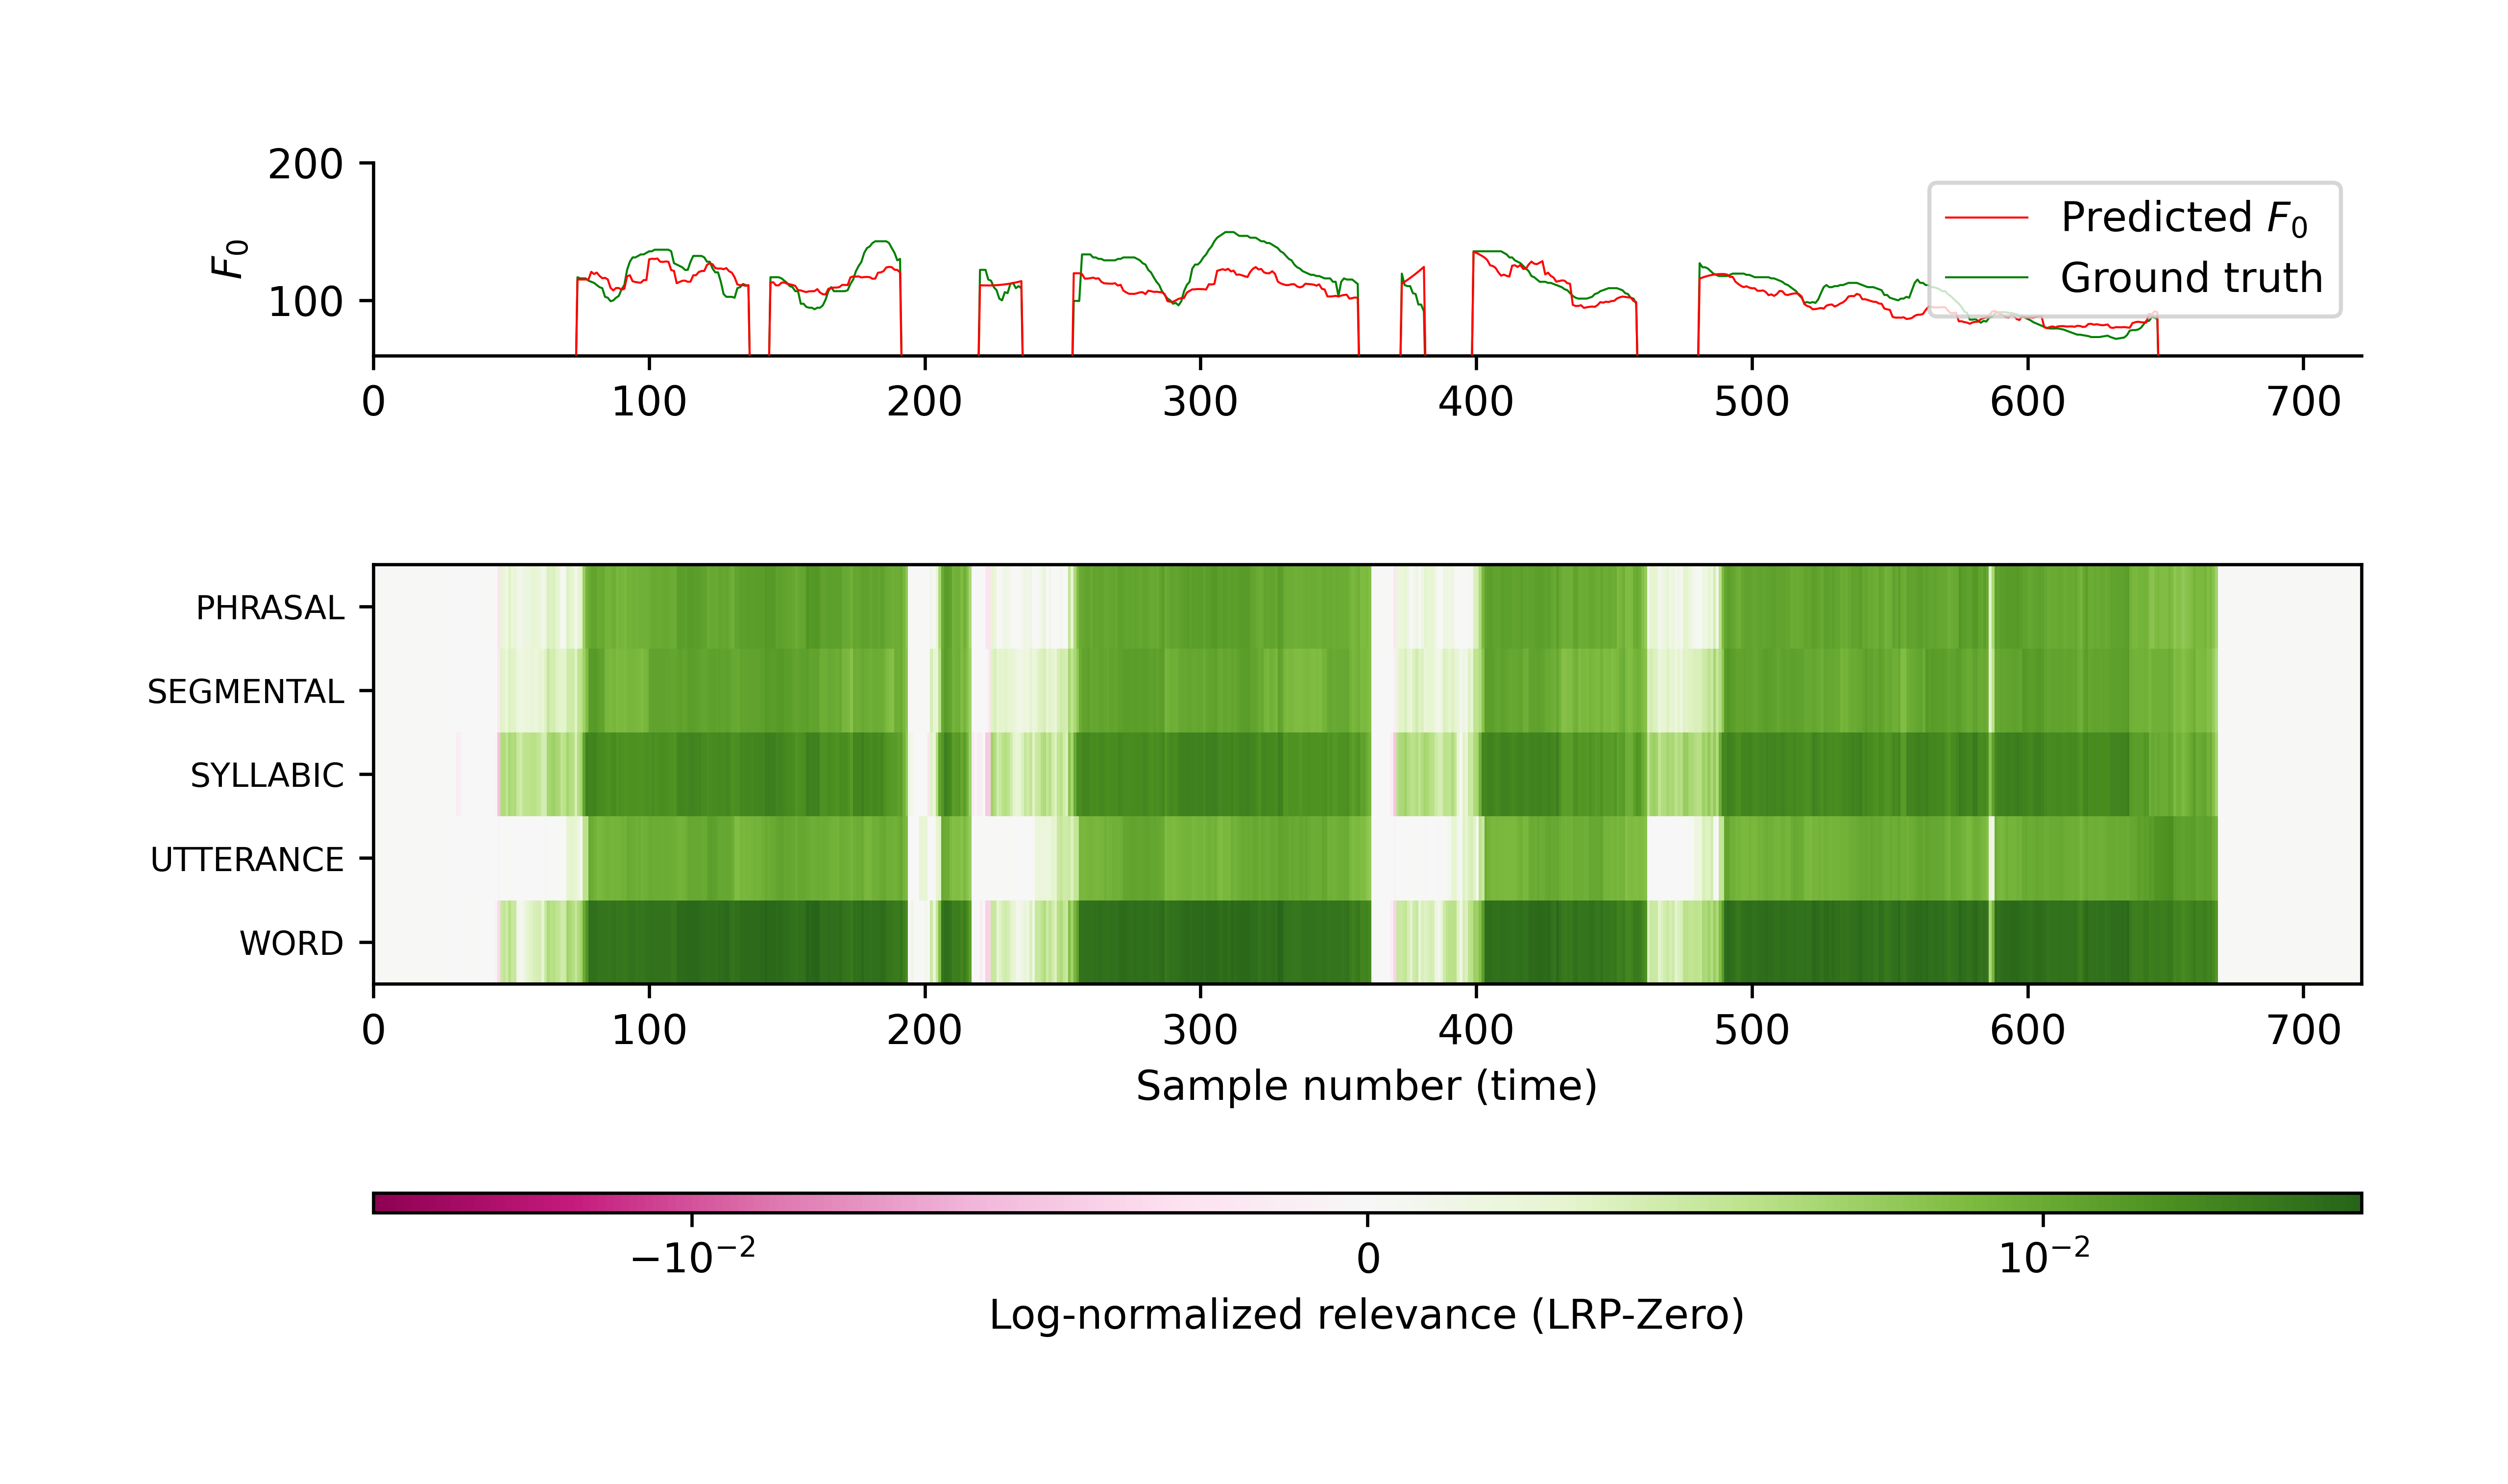 200
100
F₀
Predicted F₀
Ground truth
0 100 200 300 400 500 600 700
PHRASAL
SEGMENTAL
SYLLABIC
UTTERANCE
WORD
0 100 200 300 400 500 600 700
Sample number (time)
−10⁻² 0 10⁻²
Log-normalized relevance (LRP-Zero)